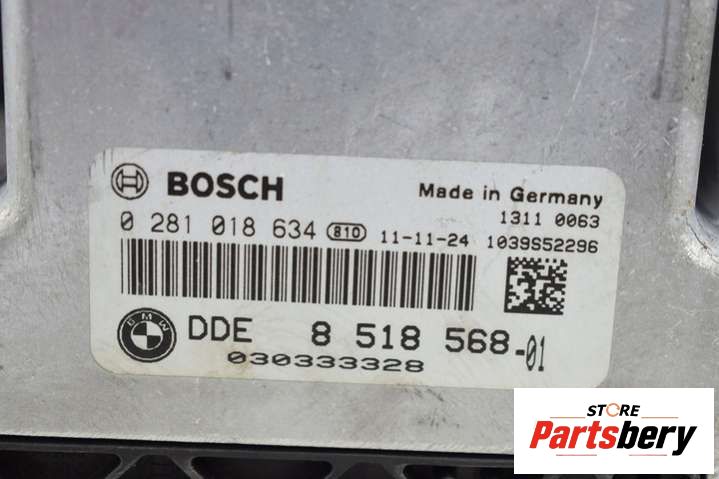 BOSCH
Made in Germany
1311 0063
0 281 018 634 810 11-11-24 1039S52296
BMW DDE 8 518 568-01
030333328
STORE
Partsbery